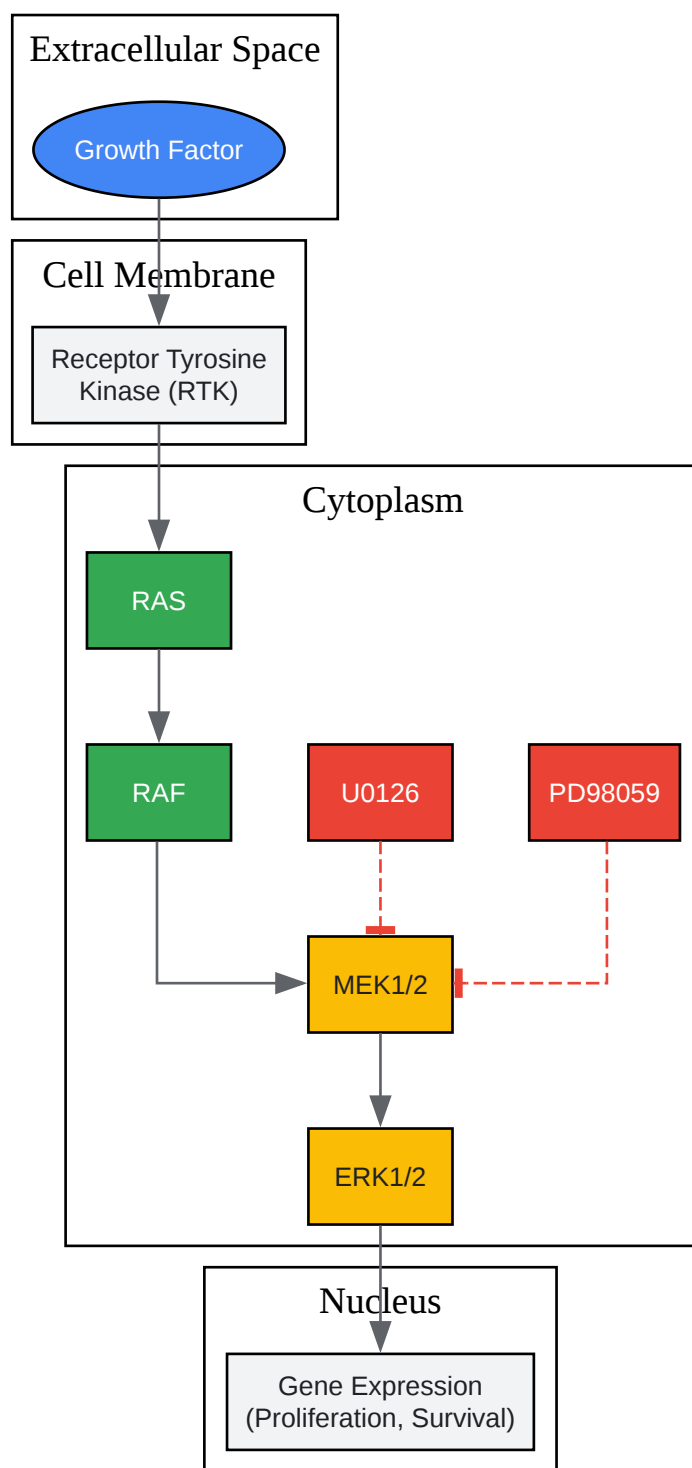 Extracellular Space
Growth Factor
Cell Membrane
Receptor Tyrosine
Kinase (RTK)
Cytoplasm
RAS
RAF
U0126
PD98059
MEK1/2
ERK1/2
Nucleus
Gene Expression
(Proliferation, Survival)